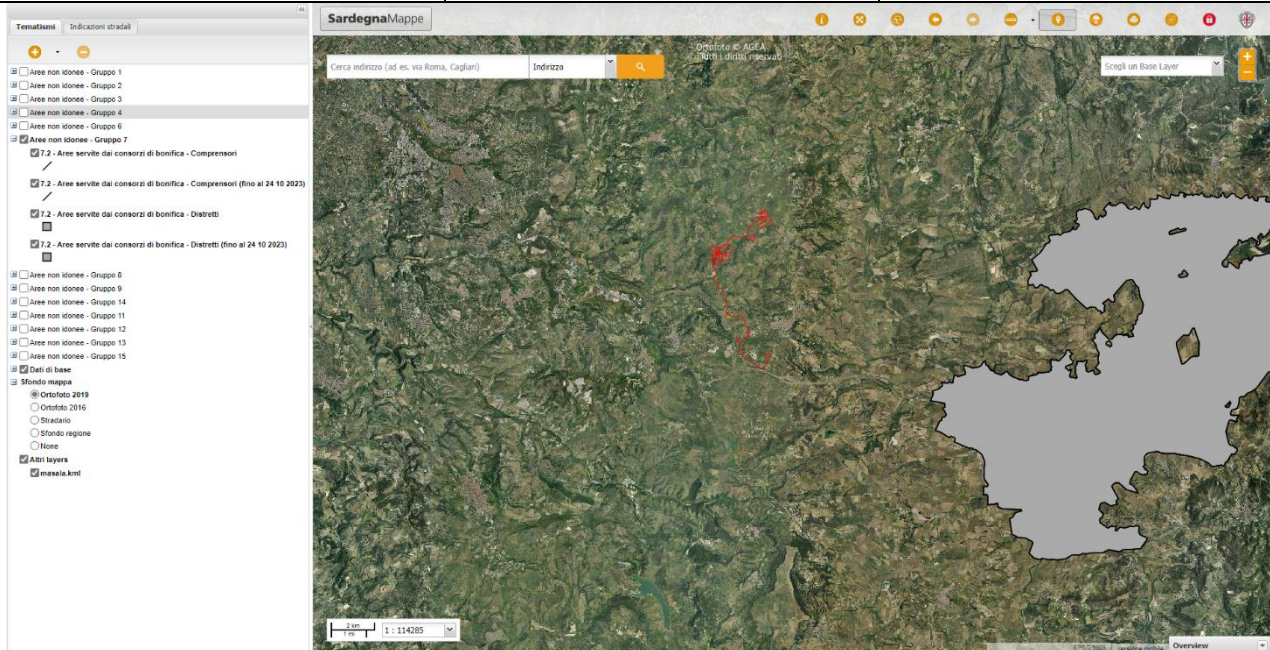 Tematismi Indicazioni stradali
Aree non idonee - Gruppo 1
Aree non idonee - Gruppo 2
Aree non idonee - Gruppo 3
Aree non idonee - Gruppo 4
Aree non idonee - Gruppo 6
Aree non idonee - Gruppo 7
7.2 - Aree servite dai consorzi di bonifica - Comprensori
7.2 - Aree servite dai consorzi di bonifica - Comprensori (fino al 24 10 2023)
7.2 - Aree servite dai consorzi di bonifica - Distretti
7.2 - Aree servite dai consorzi di bonifica - Distretti (fino al 24 10 2023)
Aree non idonee - Gruppo 8
Aree non idonee - Gruppo 9
Aree non idonee - Gruppo 14
Aree non idonee - Gruppo 11
Aree non idonee - Gruppo 12
Aree non idonee - Gruppo 13
Aree non idonee - Gruppo 15
Dati di base
Sfondo mappa
Ortofoto 2019
Ortofoto 2016
Stradario
Sfondo regione
None
Altri layers
masala.kml
SardegnaMappe
Ortofoto © AGEA
Tutti i diritti riservati
Cerca indirizzo (ad es. via Roma, Cagliari) Indirizzo
Scegli un Base Layer
2 km
1 mi
1 : 114285
versione mobile
Overview